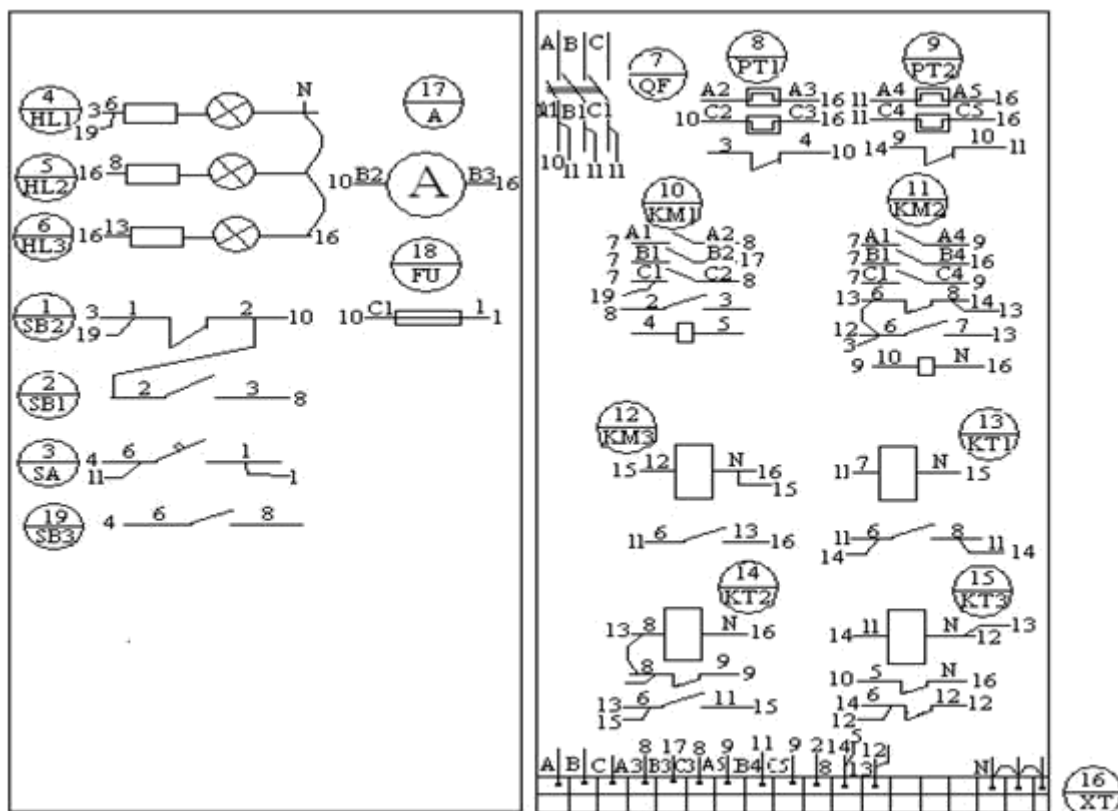 4
HL1
3 6
19
N
17
A
5
HL2
16 8
10 B2 A B3 16
6
HL3
16 13
16
18
FU
10 C1 1 1
1
SB2
3 1 2 10
19
2
SB1
2 3 8
3
SA
4 6 1
11 1
19
SB3
4 6 8
A B C
7
QF
8
PT1
9
PT2
A2 A3 16
11 A4 A5 16
B1 C1
10 C2 C3 16
11 C4 C5 16
10 11 11 11
3 4 10
14 9 10 11
10
KM1
7 A1 A2 8
7 B1 B2 17
7 C1 C2 8
19
8 2 3
4 5
11
KM2
7 A1 A4 9
7 B1 B4 16
7 C1 C4 9
13 6 8 14 13
12 6 7 13
3
9 10 N 16
12
KM3
15 12 N 16
15
11 6 13 16
13
KT1
11 7 N 15
11 6 8 11
14 14
14
KT2
13 8 N 16
8 9 9
13 6 11 15
15
15
KT3
14 11 N 12 13
10 5 N 16
14 6 12 12
12
8 17 8 9 11 9 2 14 5 12
A B C A3 B3 C3 A5 B4 C5 8 13 N
16
XT